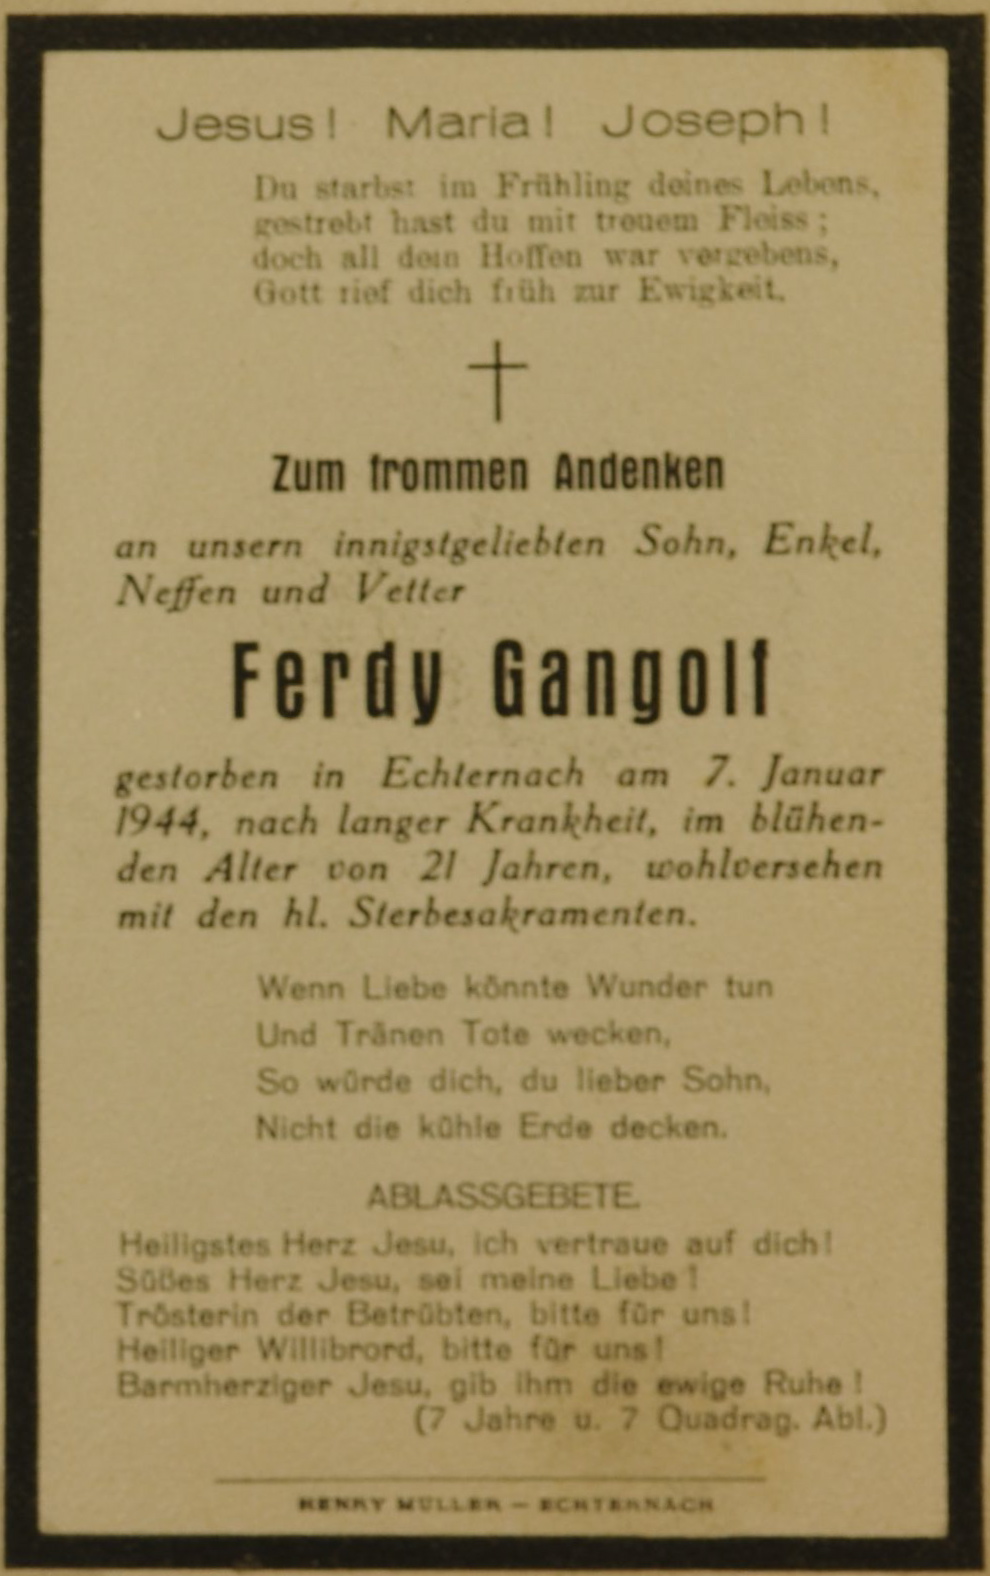 Jesus! Maria! Joseph!
Du starbst im Frühling deines Lebens,
gestrebt hast du mit treuem Fleiss;
doch all dein Hoffen war vergebens,
Gott rief dich früh zur Ewigkeit.
Zum frommen Andenken
an unsern innigstgeliebten Sohn, Enkel,
Neffen und Vetter
Ferdy Gangolf
gestorben in Echternach am 7. Januar
1944, nach langer Krankheit, im blühen-
den Alter von 21 Jahren, wohlversehen
mit den hl. Sterbesakramenten.
Wenn Liebe könnte Wunder tun
Und Tränen Tote wecken,
So würde dich, du lieber Sohn,
Nicht die kühle Erde decken.
ABLASSGEBETE.
Heiligstes Herz Jesu, ich vertraue auf dich!
Süßes Herz Jesu, sei meine Liebe!
Trösterin der Betrübten, bitte für uns!
Heiliger Willibrord, bitte für uns!
Barmherziger Jesu, gib ihm die ewige Ruhe!
(7 Jahre u. 7 Quadrag. Abl.)
HENRY MÜLLER — ECHTERNACH